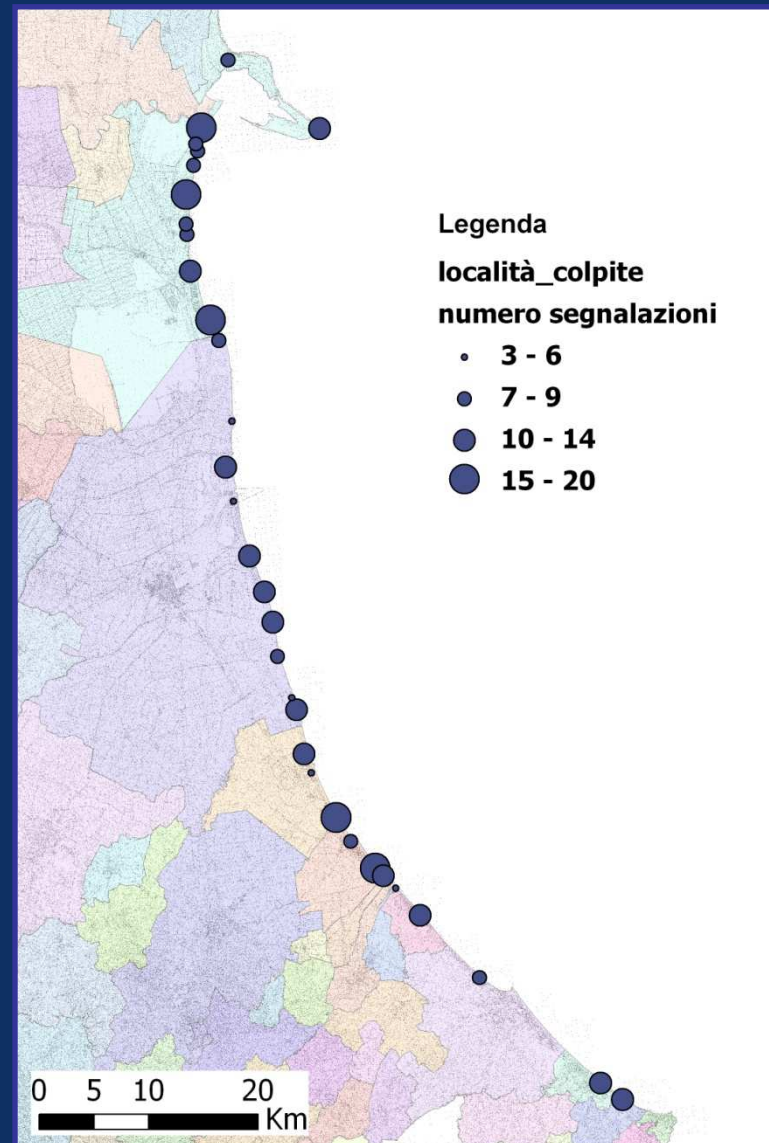 Legenda
località_colpite
numero segnalazioni
3 - 6
7 - 9
10 - 14
15 - 20
0 5 10 20
Km